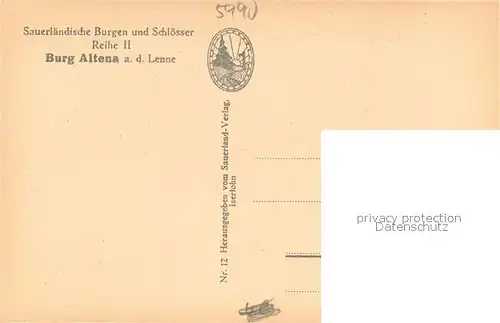 5990
Sauerländische Burgen und Schlösser
Reihe II
Burg Altena a. d. Lenne
Nr. 12 Herausgegeben vom Sauerland-Verlag,
Iserlohn
privacy protection
Datenschutz